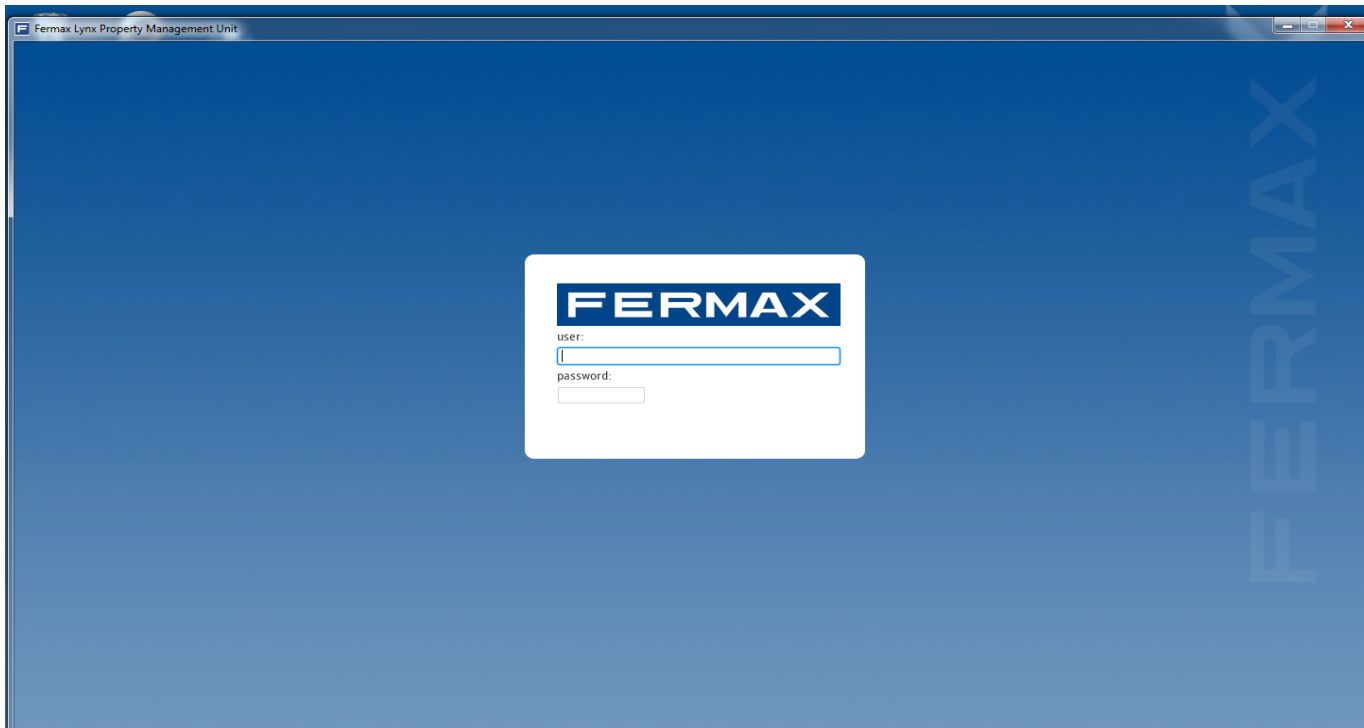 Fermax Lynx Property Management Unit
FERMAX
user:
password:
FERMAX